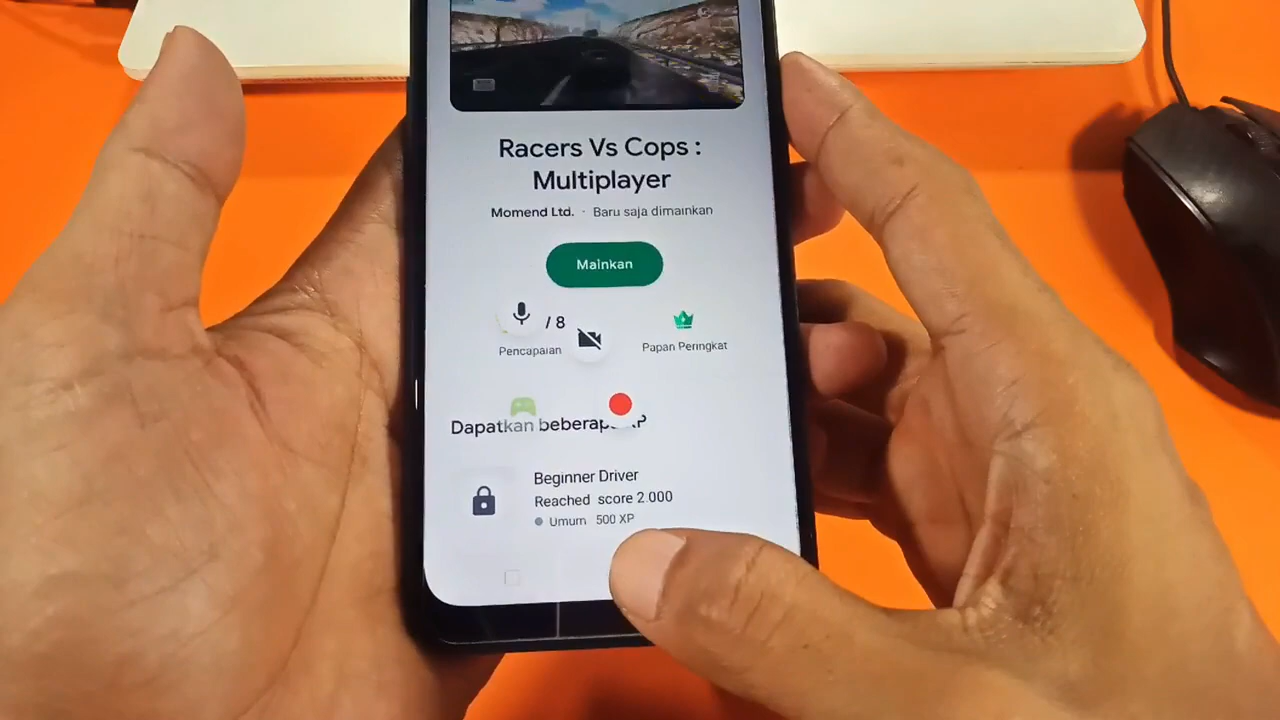 Racers Vs Cops :
Multiplayer
Momend Ltd. · Baru saja dimainkan
Mainkan
/ 8
Pencapaian
Papan Peringkat
Dapatkan
Beginner Driver
Reached score 2.000
Umum 500 XP